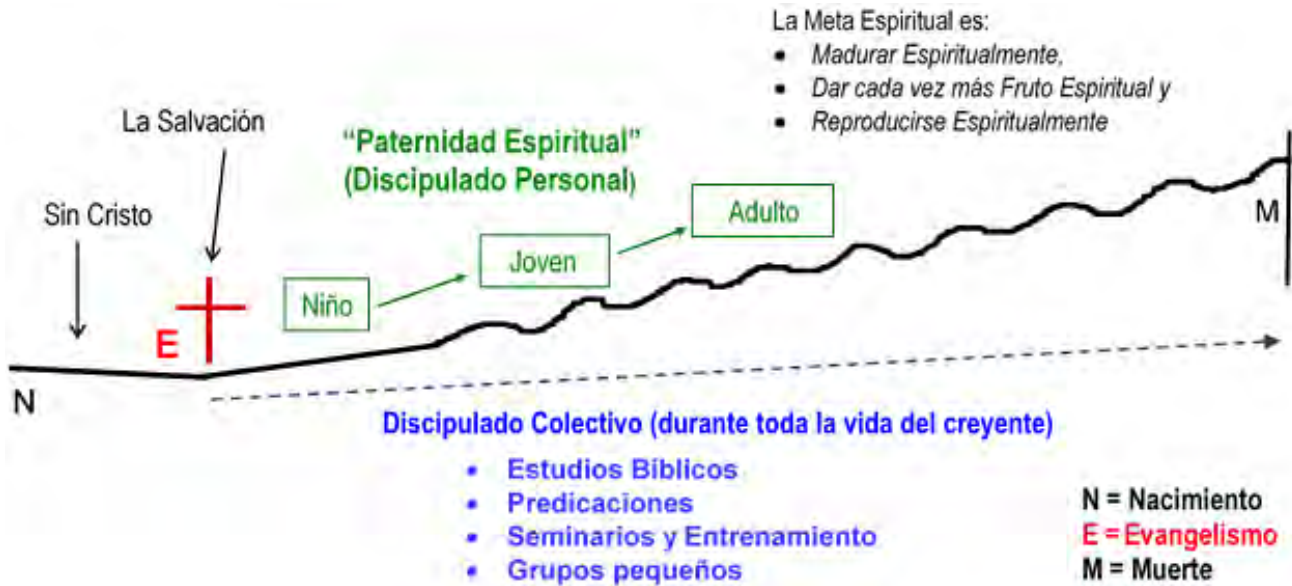 La Meta Espiritual es:
• Madurar Espiritualmente,
• Dar cada vez más Fruto Espiritual y
• Reproducirse Espiritualmente
La Salvación
"Paternidad Espiritual"
(Discipulado Personal)
Sin Cristo
Adulto
M
Joven
Niño
E
N
Discipulado Colectivo (durante toda la vida del creyente)
• Estudios Bíblicos
• Predicaciones
• Seminarios y Entrenamiento
• Grupos pequeños
N = Nacimiento
E = Evangelismo
M = Muerte